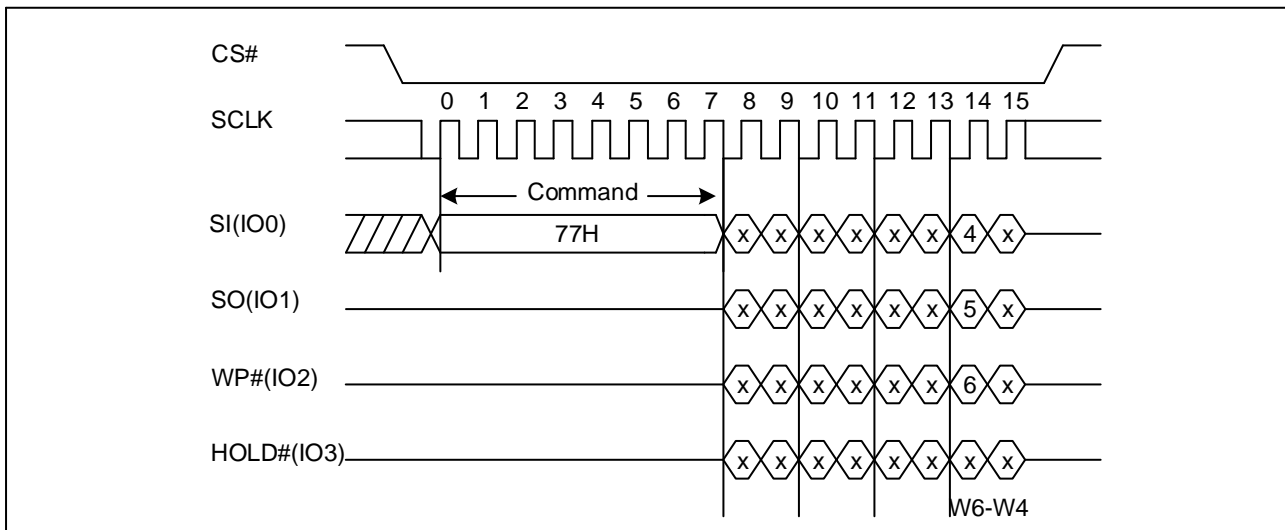 CS#
0 1 2 3 4 5 6 7 8 9 10 11 12 13 14 15
SCLK
Command
SI(IO0)
77H
x x x x x x 4 x
SO(IO1)
x x x x x x 5 x
WP#(IO2)
x x x x x x 6 x
HOLD#(IO3)
x x x x x x x x
W6-W4